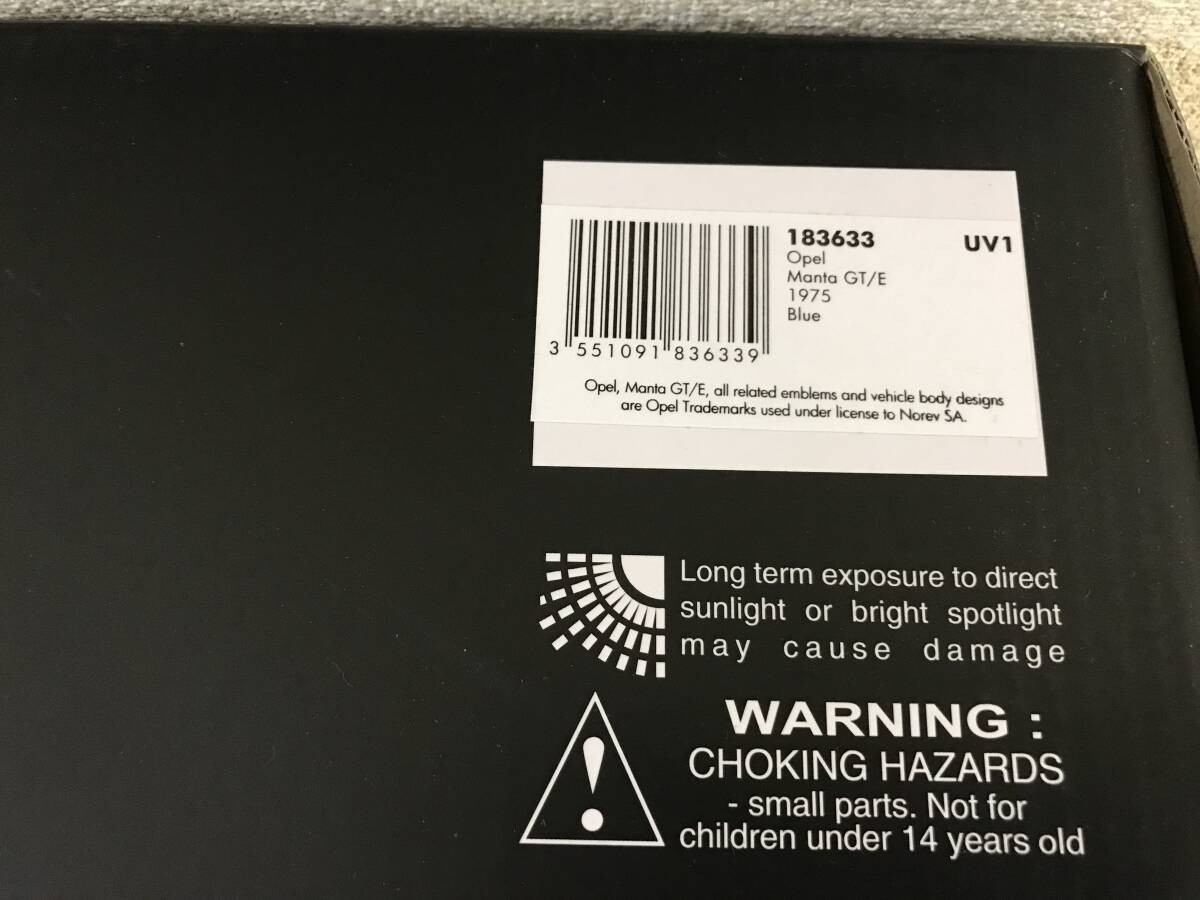 183633 UV1
Opel
Manta GT/E
1975
Blue
3 551091 836339
Opel, Manta GT/E, all related emblems and vehicle body designs
are Opel Trademarks used under license to Norev SA.
Long term exposure to direct
sunlight or bright spotlight
may cause damage
WARNING :
CHOKING HAZARDS
- small parts. Not for
children under 14 years old